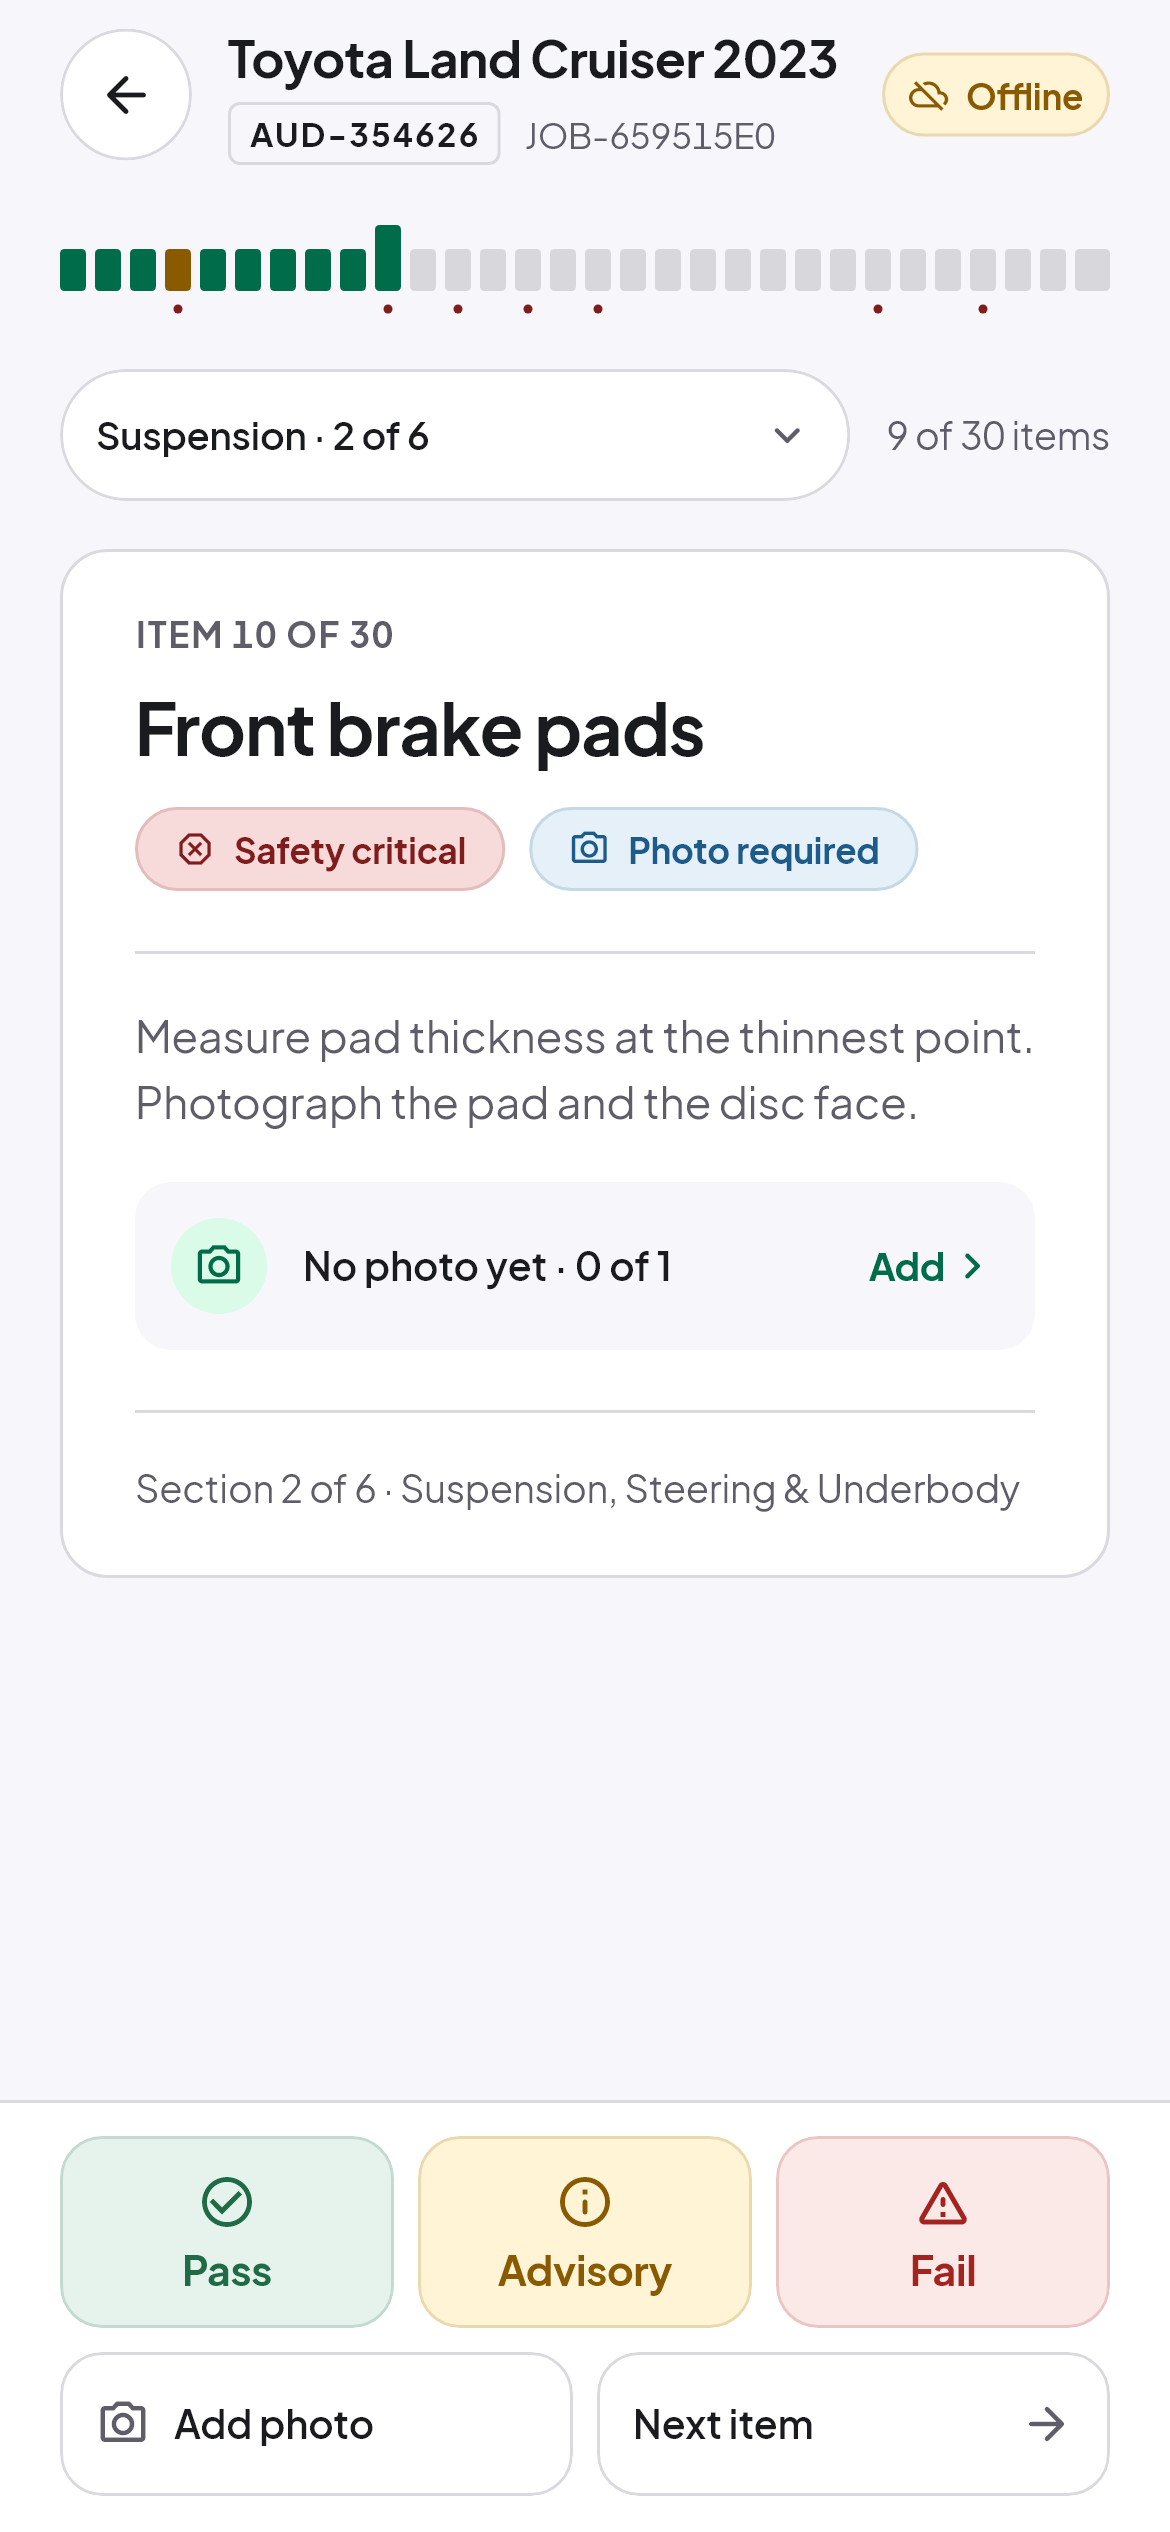 Toyota Land Cruiser 2023
AUD-354626 JOB-659515E0
Offline
Suspension · 2 of 6
9 of 30 items
ITEM 10 OF 30
Front brake pads
Safety critical
Photo required
Measure pad thickness at the thinnest point.
Photograph the pad and the disc face.
No photo yet · 0 of 1
Add
Section 2 of 6 · Suspension, Steering & Underbody
Pass
Advisory
Fail
Add photo
Next item